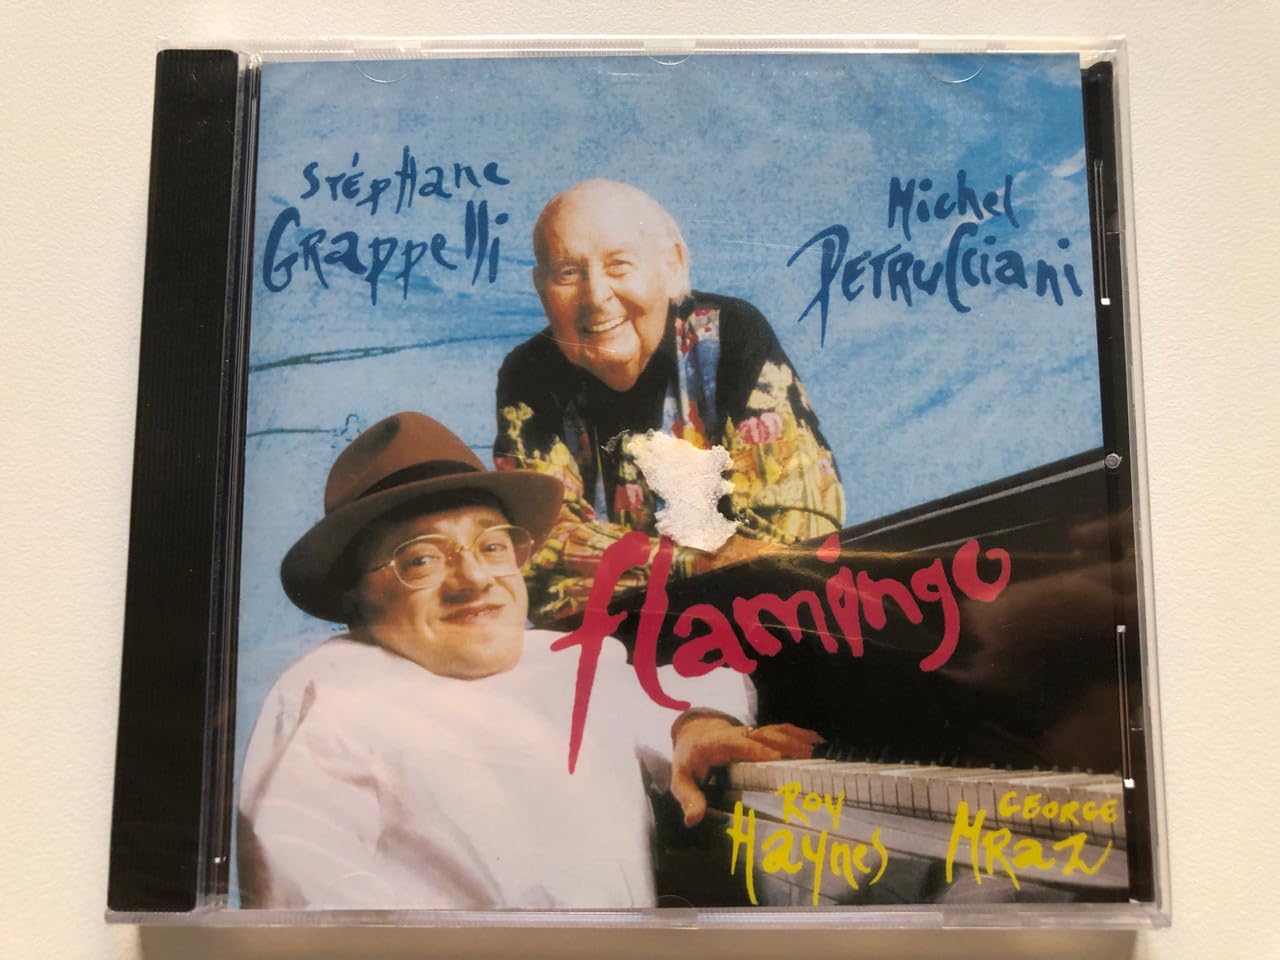 Stéphane
Grappelli
Michel
Petrucciani
flamingo
Roy
Haynes
George
Mraz